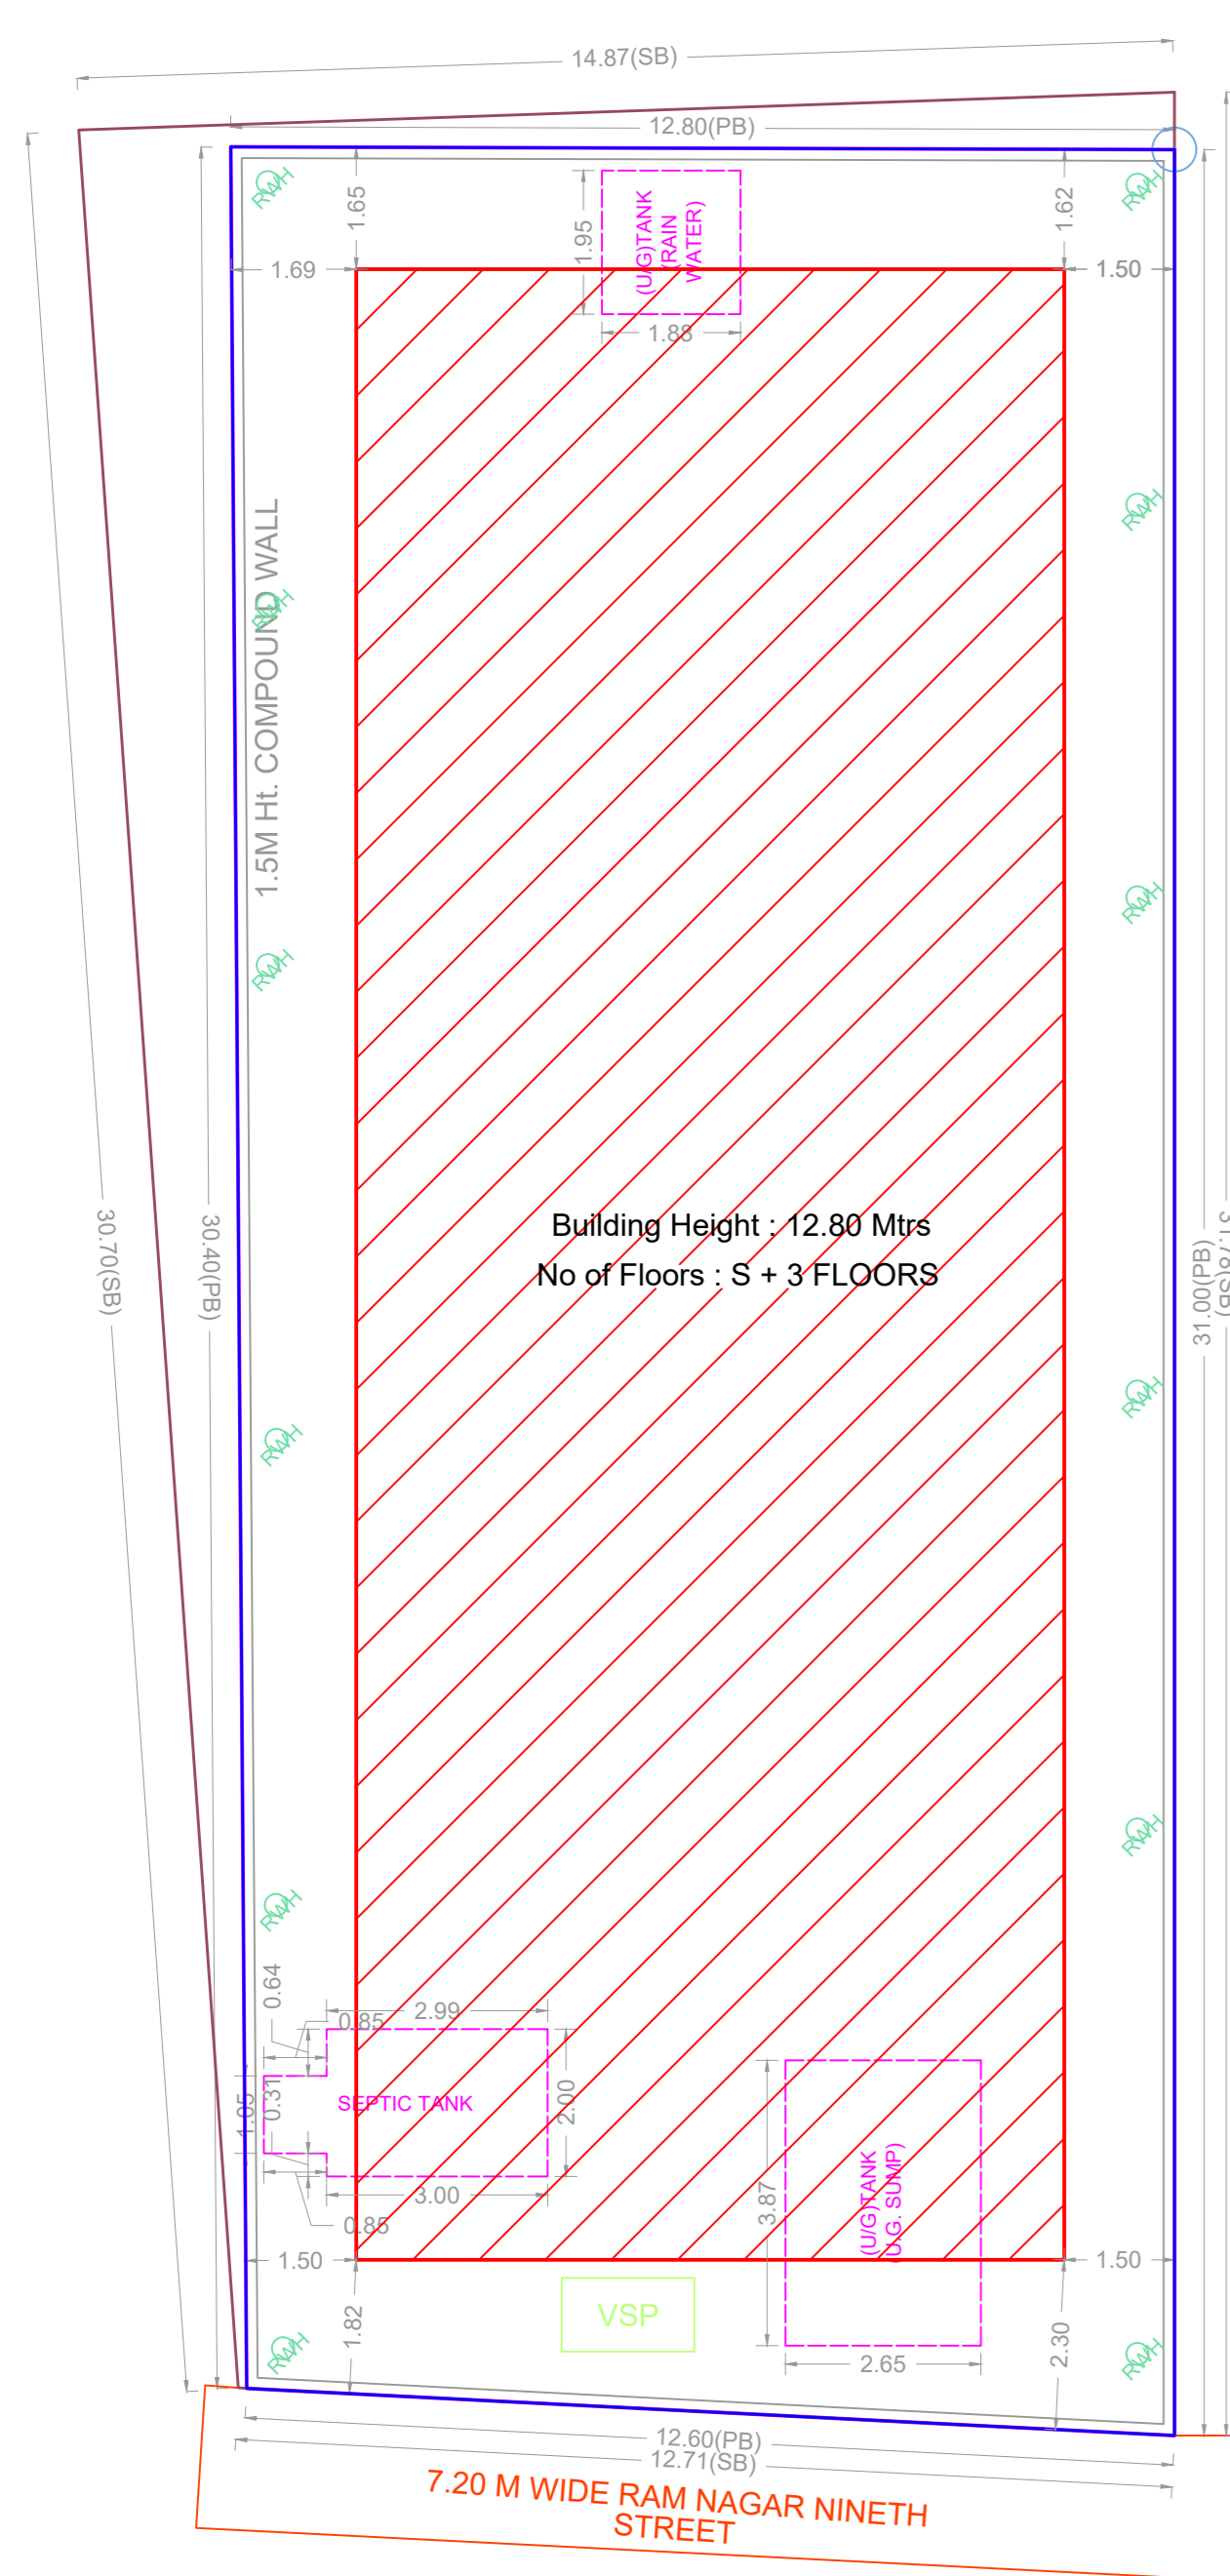 14.87(SB)
12.80(PB)
1.65
1.62
RWH
RWH
1.95
(U/G)TANK
(RAIN
WATER)
1.69
1.50
1.88
RWH
1.5M Ht. COMPOUND WALL
RWH
RWH
RWH
30.70(SB)
30.40(PB)
Building Height : 12.80 Mtrs
No of Floors : S + 3 FLOORS
31.00(PB)
31.78(SB)
RWH
RWH
RWH
RWH
0.64
0.85
2.99
1.05
0.31
SEPTIC TANK
2.00
3.00
0.85
3.87
(U/G)TANK
(U.G. SUMP)
1.50
1.50
1.82
VSP
2.30
2.65
RWH
RWH
12.60(PB)
12.71(SB)
7.20 M WIDE RAM NAGAR NINETH
STREET